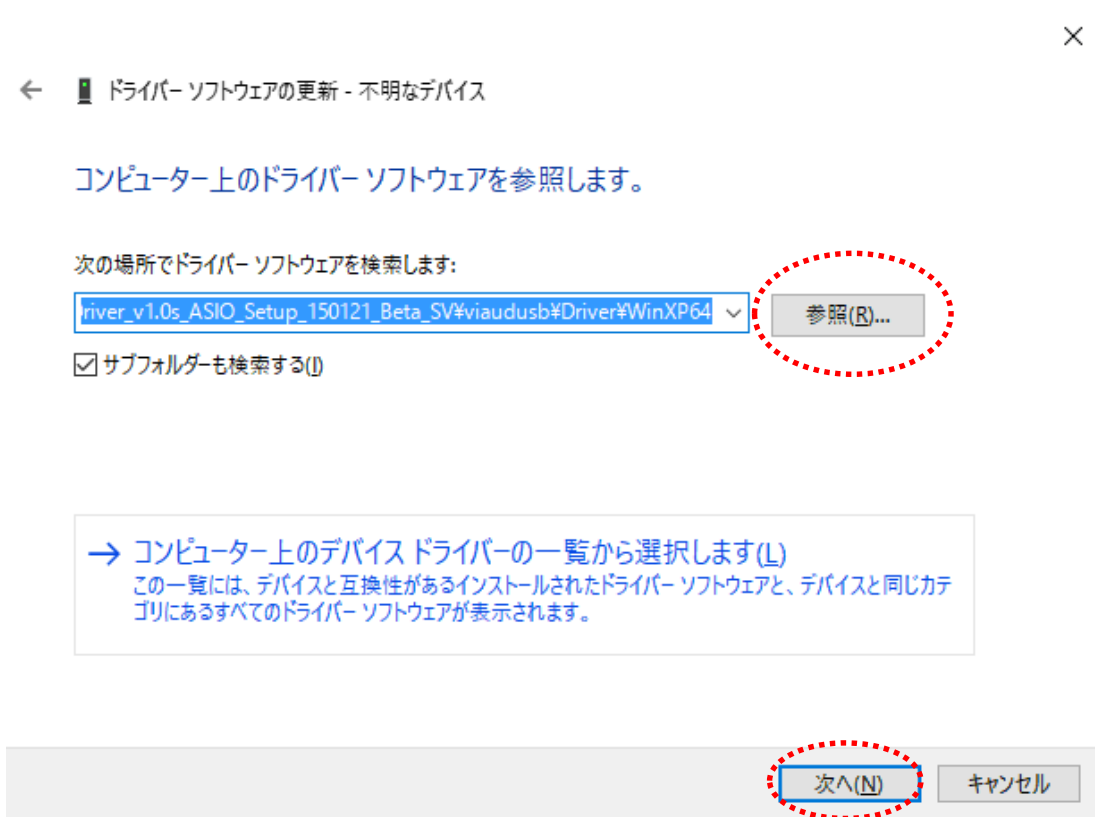 ドライバー ソフトウェアの更新 - 不明なデバイス
コンピューター上のドライバー ソフトウェアを参照します。
次の場所でドライバー ソフトウェアを検索します:
river_v1.0s_ASIO_Setup_150121_Beta_SV¥viaudusb¥Driver¥WinXP64
参照(R)...
サブフォルダーも検索する(I)
コンピューター上のデバイス ドライバーの一覧から選択します(L)
この一覧には、デバイスと互換性があるインストールされたドライバー ソフトウェアと、デバイスと同じカテ
ゴリにあるすべてのドライバー ソフトウェアが表示されます。
次へ(N)
キャンセル